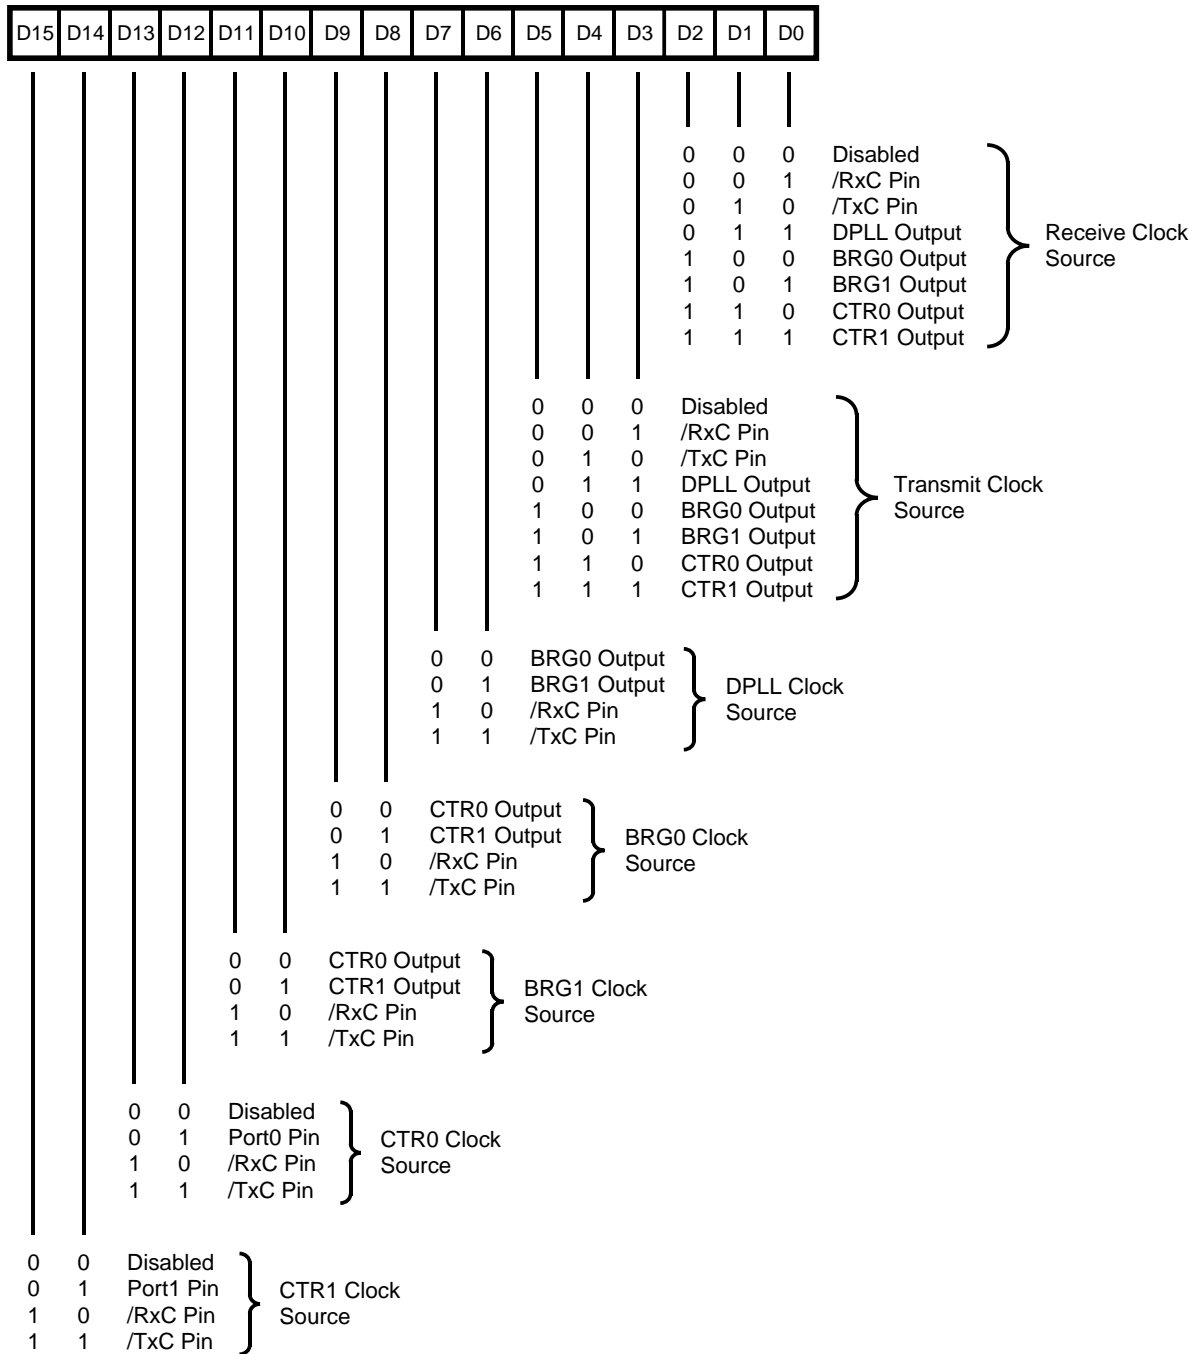 D15 D14 D13 D12 D11 D10 D9 D8 D7 D6 D5 D4 D3 D2 D1 D0
0 0 0 Disabled
0 0 1 /RxC Pin
0 1 0 /TxC Pin
0 1 1 DPLL Output
1 0 0 BRG0 Output
1 0 1 BRG1 Output
1 1 0 CTR0 Output
1 1 1 CTR1 Output
Receive Clock
Source
0 0 0 Disabled
0 0 1 /RxC Pin
0 1 0 /TxC Pin
0 1 1 DPLL Output
1 0 0 BRG0 Output
1 0 1 BRG1 Output
1 1 0 CTR0 Output
1 1 1 CTR1 Output
Transmit Clock
Source
0 0 BRG0 Output
0 1 BRG1 Output
1 0 /RxC Pin
1 1 /TxC Pin
DPLL Clock
Source
0 0 CTR0 Output
0 1 CTR1 Output
1 0 /RxC Pin
1 1 /TxC Pin
BRG0 Clock
Source
0 0 CTR0 Output
0 1 CTR1 Output
1 0 /RxC Pin
1 1 /TxC Pin
BRG1 Clock
Source
0 0 Disabled
0 1 Port0 Pin
1 0 /RxC Pin
1 1 /TxC Pin
CTR0 Clock
Source
0 0 Disabled
0 1 Port1 Pin
1 0 /RxC Pin
1 1 /TxC Pin
CTR1 Clock
Source